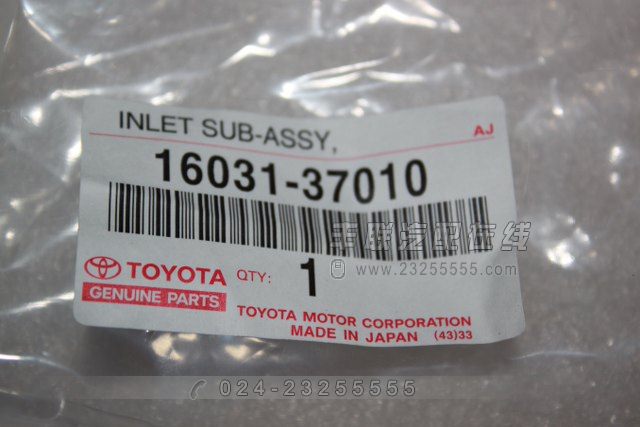 INLET SUB-ASSY,
AJ
16031-37010
TOYOTA
GENUINE PARTS
QTY: 1
TOYOTA MOTOR CORPORATION
MADE IN JAPAN (43)33
www.23255555.com
024-23255555